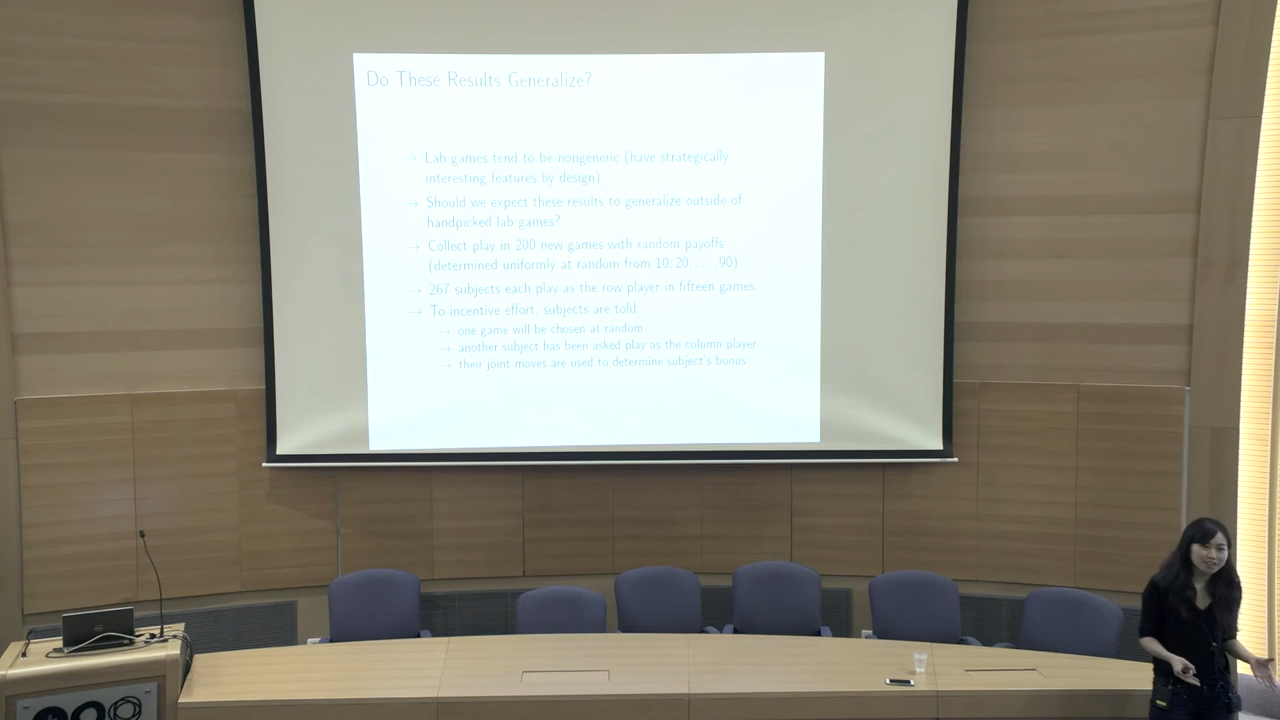 Do These Results Generalize?
→ Lab games tend to be nongeneric (have strategically
interesting features by design)
→ Should we expect these results to generalize outside of
handpicked lab games?
→ Collect play in 200 new games with random payoffs
(determined uniformly at random from 10, 20, . . . , 90)
→ 267 subjects each play as the row player in fifteen games
→ To incentive effort, subjects are told:
→ one game will be chosen at random
→ another subject has been asked play as the column player
→ their joint moves are used to determine subject's bonus